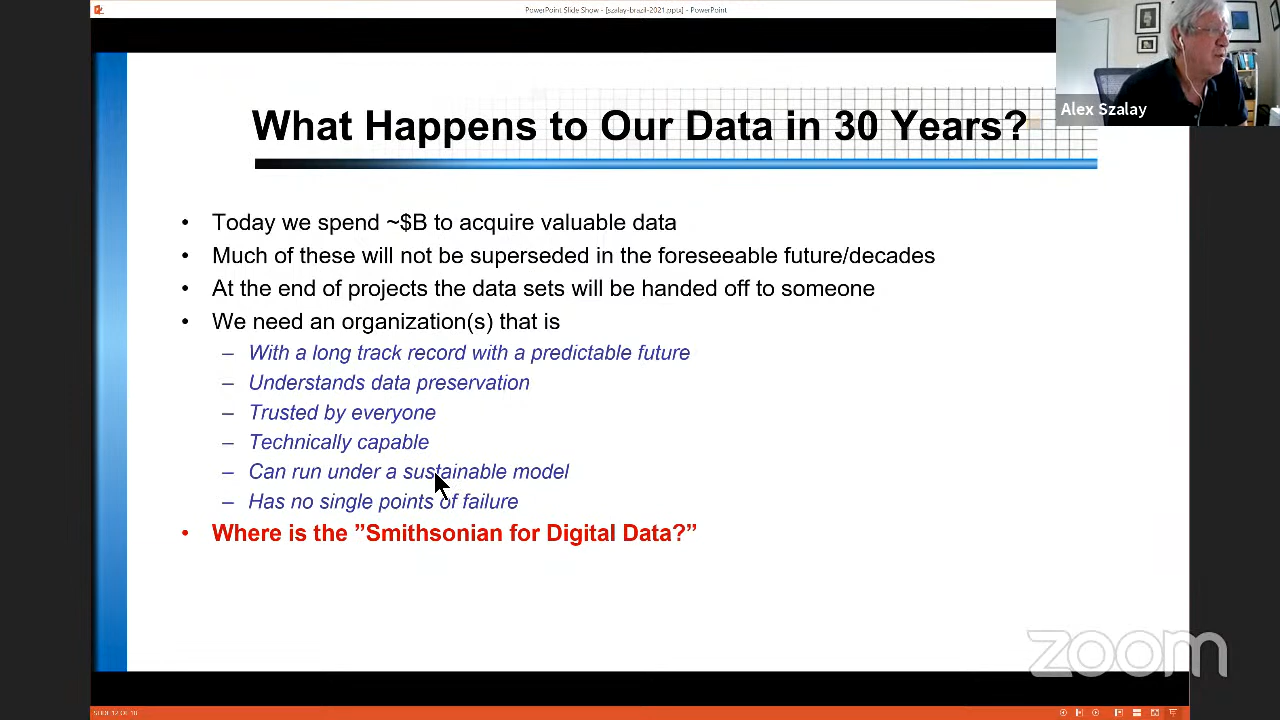 PowerPoint Slide Show - [szalay-brazil-2021.pptx] - PowerPoint
Alex Szalay
What Happens to Our Data in 30 Years?
• Today we spend ~$B to acquire valuable data
• Much of these will not be superseded in the foreseeable future/decades
• At the end of projects the data sets will be handed off to someone
• We need an organization(s) that is
– With a long track record with a predictable future
– Understands data preservation
– Trusted by everyone
– Technically capable
– Can run under a sustainable model
– Has no single points of failure
• Where is the ”Smithsonian for Digital Data?”
zoom